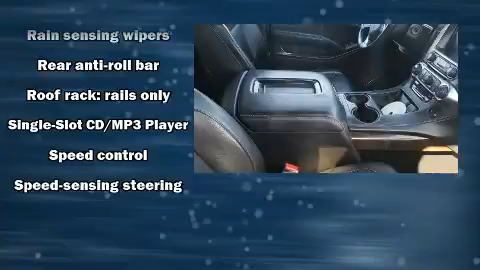 Rain sensing wipers
Rear anti-roll bar
Roof rack: rails only
Single-Slot CD/MP3 Player
Speed control
Speed-sensing steering